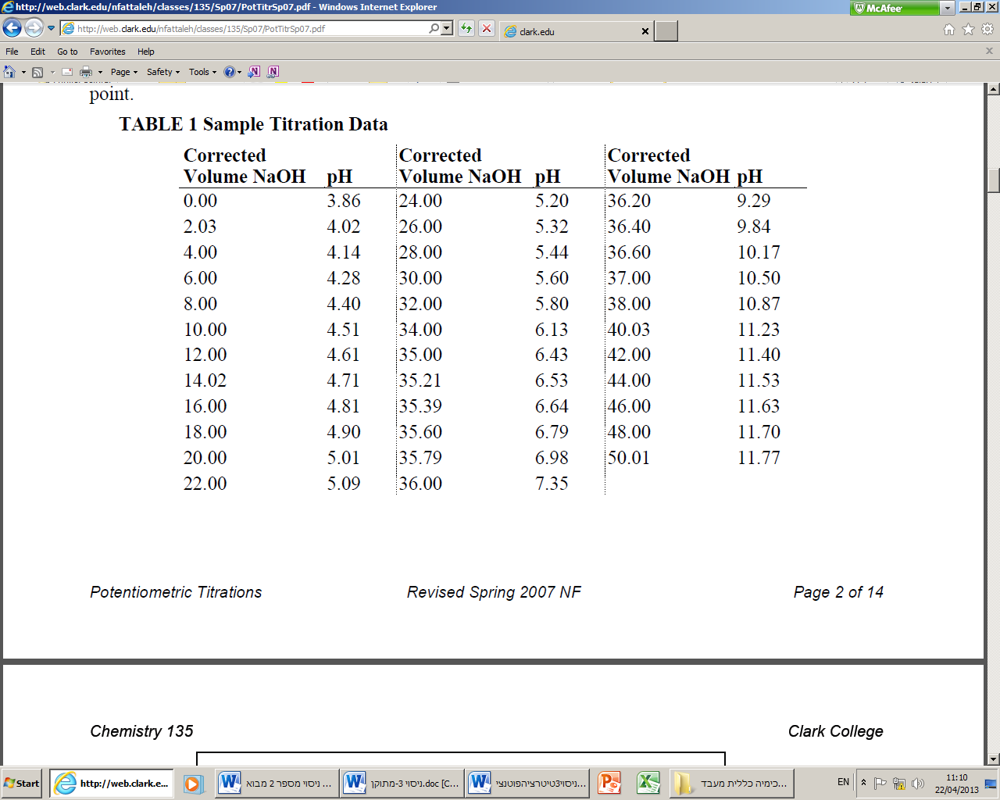 http://web.clark.edu/nfattaleh/classes/135/Sp07/PotTitrSp07.pdf - Windows Internet Explorer
McAfee
http://web.clark.edu/nfattaleh/classes/135/Sp07/PotTitrSp07.pdf
clark.edu
File Edit Go to Favorites Help
Page Safety Tools
point.
TABLE 1 Sample Titration Data
Corrected Corrected Corrected
Volume NaOH pH Volume NaOH pH Volume NaOH pH
0.00 3.86 24.00 5.20 36.20 9.29
2.03 4.02 26.00 5.32 36.40 9.84
4.00 4.14 28.00 5.44 36.60 10.17
6.00 4.28 30.00 5.60 37.00 10.50
8.00 4.40 32.00 5.80 38.00 10.87
10.00 4.51 34.00 6.13 40.03 11.23
12.00 4.61 35.00 6.43 42.00 11.40
14.02 4.71 35.21 6.53 44.00 11.53
16.00 4.81 35.39 6.64 46.00 11.63
18.00 4.90 35.60 6.79 48.00 11.70
20.00 5.01 35.79 6.98 50.01 11.77
22.00 5.09 36.00 7.35
Potentiometric Titrations Revised Spring 2007 NF Page 2 of 14
Chemistry 135 Clark College
Start http://web.clark.e... ניסוי מספר 2 מבוא ... ניסוי 3-מתוקן.doc [C... ניסוי3טיטרציהפוטנצי... כימיה כללית מעבד... EN 11:10
22/04/2013